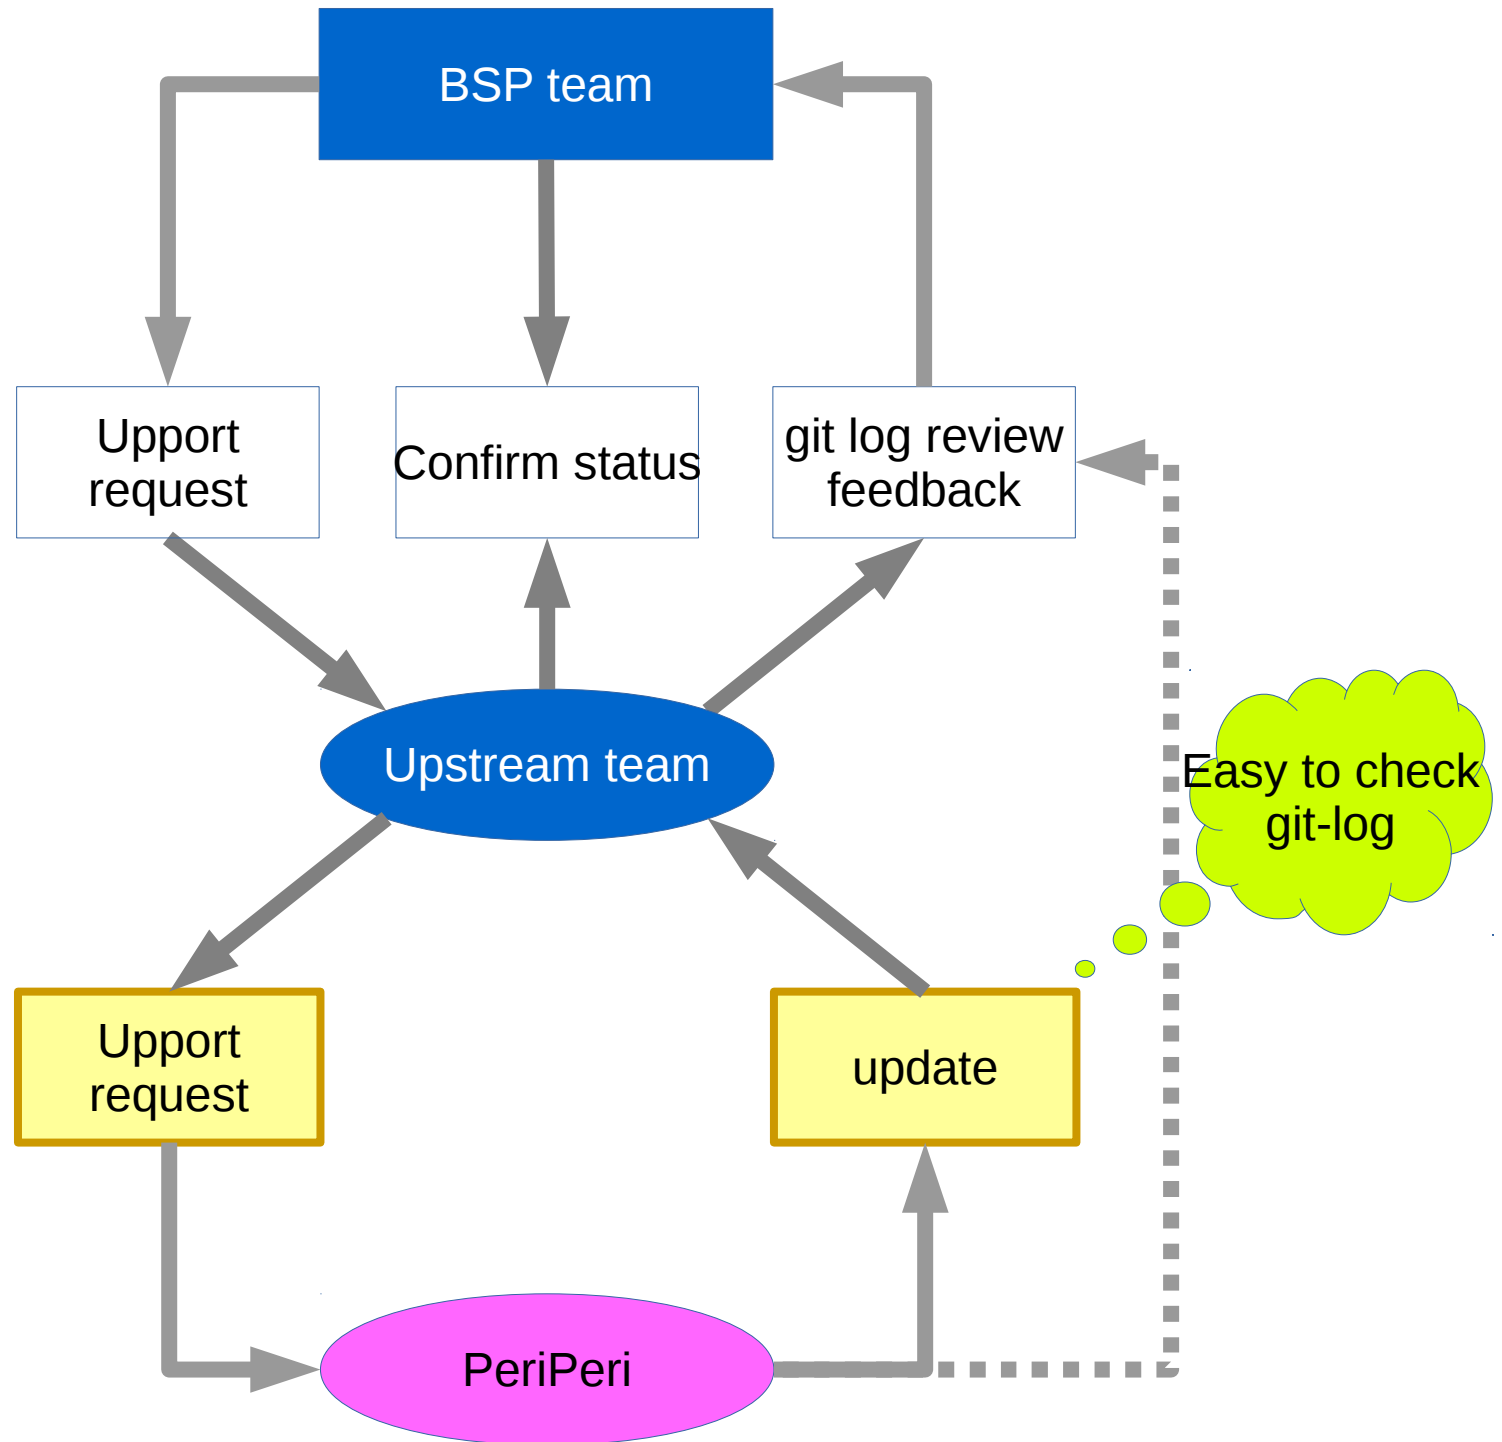 BSP team
Upport
request
Confirm status
git log review
feedback
Upstream team
Easy to check
git-log
Upport
request
update
PeriPeri